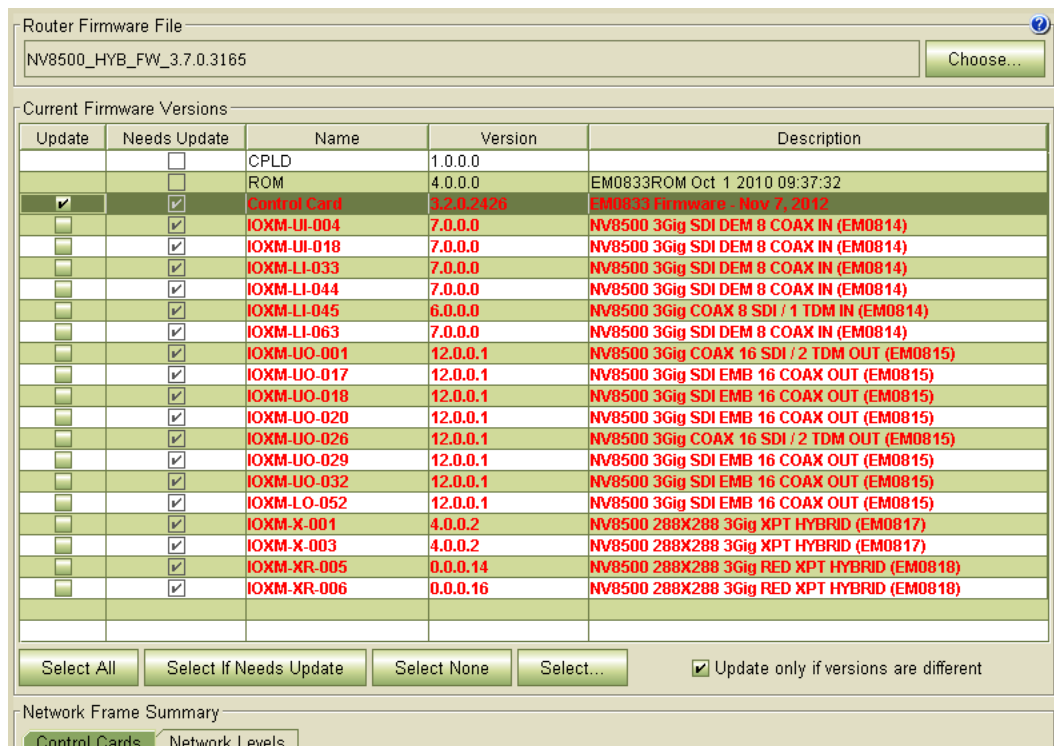 Router Firmware File
?
NV8500_HYB_FW_3.7.0.3165 Choose...
Current Firmware Versions
Update Needs Update Name Version Description
CPLD 1.0.0.0
ROM 4.0.0.0 EM0833ROM Oct 1 2010 09:37:32
Control Card 3.2.0.2426 EM0833 Firmware - Nov 7, 2012
IOXM-UI-004 7.0.0.0 NV8500 3Gig SDI DEM 8 COAX IN (EM0814)
IOXM-UI-018 7.0.0.0 NV8500 3Gig SDI DEM 8 COAX IN (EM0814)
IOXM-LI-033 7.0.0.0 NV8500 3Gig SDI DEM 8 COAX IN (EM0814)
IOXM-LI-044 7.0.0.0 NV8500 3Gig SDI DEM 8 COAX IN (EM0814)
IOXM-LI-045 6.0.0.0 NV8500 3Gig COAX 8 SDI / 1 TDM IN (EM0814)
IOXM-LI-063 7.0.0.0 NV8500 3Gig SDI DEM 8 COAX IN (EM0814)
IOXM-UO-001 12.0.0.1 NV8500 3Gig COAX 16 SDI / 2 TDM OUT (EM0815)
IOXM-UO-017 12.0.0.1 NV8500 3Gig SDI EMB 16 COAX OUT (EM0815)
IOXM-UO-018 12.0.0.1 NV8500 3Gig SDI EMB 16 COAX OUT (EM0815)
IOXM-UO-020 12.0.0.1 NV8500 3Gig SDI EMB 16 COAX OUT (EM0815)
IOXM-UO-026 12.0.0.1 NV8500 3Gig COAX 16 SDI / 2 TDM OUT (EM0815)
IOXM-UO-029 12.0.0.1 NV8500 3Gig SDI EMB 16 COAX OUT (EM0815)
IOXM-UO-032 12.0.0.1 NV8500 3Gig SDI EMB 16 COAX OUT (EM0815)
IOXM-LO-052 12.0.0.1 NV8500 3Gig SDI EMB 16 COAX OUT (EM0815)
IOXM-X-001 4.0.0.2 NV8500 288X288 3Gig XPT HYBRID (EM0817)
IOXM-X-003 4.0.0.2 NV8500 288X288 3Gig XPT HYBRID (EM0817)
IOXM-XR-005 0.0.0.14 NV8500 288X288 3Gig RED XPT HYBRID (EM0818)
IOXM-XR-006 0.0.0.16 NV8500 288X288 3Gig RED XPT HYBRID (EM0818)
Select All Select If Needs Update Select None Select... Update only if versions are different
Network Frame Summary
Control Cards Network Levels